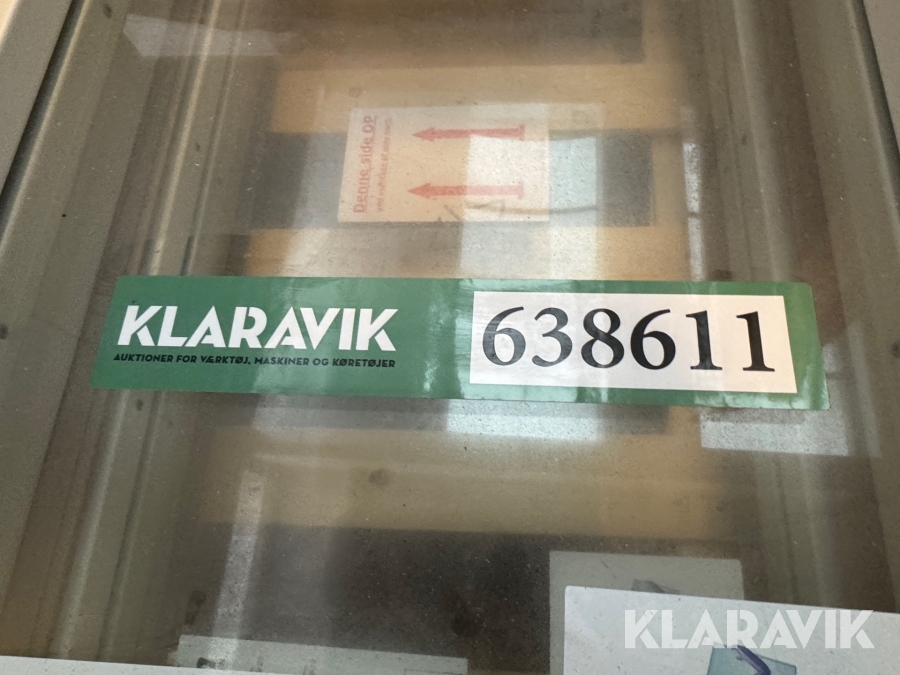 Denne side OP
KLARAVIK
AUKTIONER FOR VÆRKTØJ, MASKINER OG KØRETØJER
638611
KLARAVIK